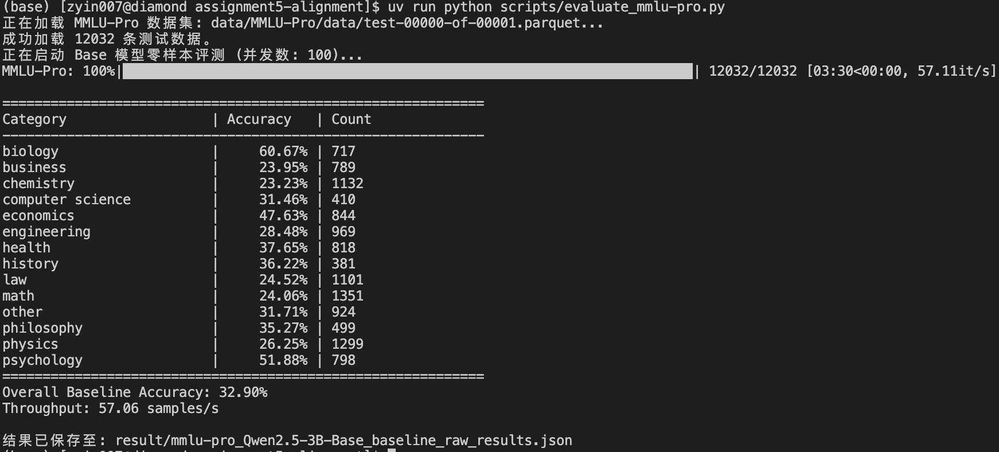 (base) [zyin007@diamond assignment5-alignment]$ uv run python scripts/evaluate_mmlu-pro.py
正在加载 MMLU-Pro 数据集: data/MMLU-Pro/data/test-00000-of-00001.parquet...
成功加载 12032 条测试数据。
正在启动 Base 模型零样本评测 (并发数: 100)...
MMLU-Pro: 100%| | 12032/12032 [03:30<00:00, 57.11it/s]
============================================================
Category | Accuracy | Count
------------------------------------------------------------
biology | 60.67% | 717
business | 23.95% | 789
chemistry | 23.23% | 1132
computer science | 31.46% | 410
economics | 47.63% | 844
engineering | 28.48% | 969
health | 37.65% | 818
history | 36.22% | 381
law | 24.52% | 1101
math | 24.06% | 1351
other | 31.71% | 924
philosophy | 35.27% | 499
physics | 26.25% | 1299
psychology | 51.88% | 798
============================================================
Overall Baseline Accuracy: 32.90%
Throughput: 57.06 samples/s
结果已保存至: result/mmlu-pro_Qwen2.5-3B-Base_baseline_raw_results.json